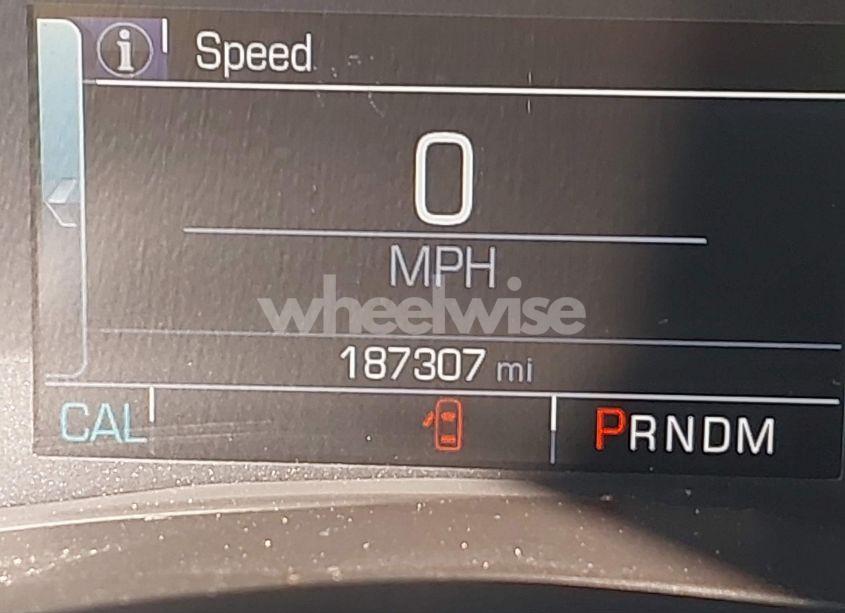 i Speed
0
MPH
wheelwise
187307 mi
CAL PRNDM